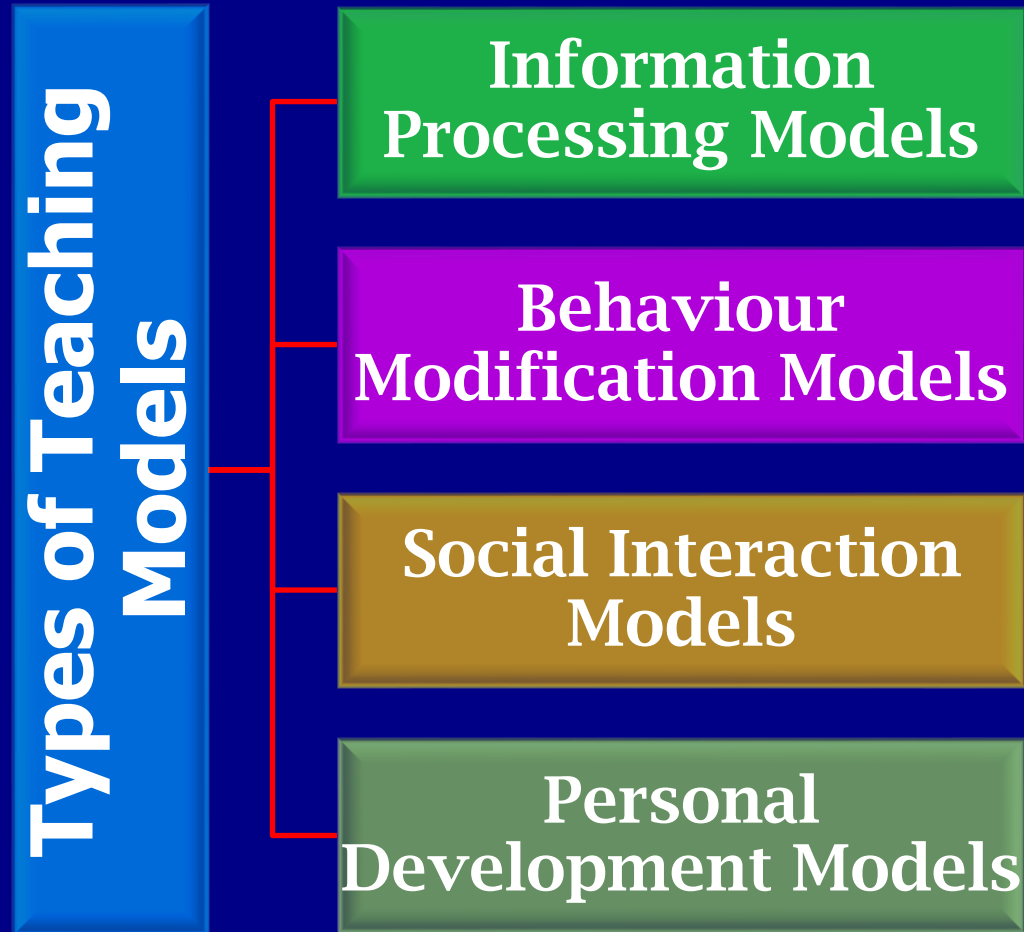 Types of Teaching
Models
Information
Processing Models
Behaviour
Modification Models
Social Interaction
Models
Personal
Development Models